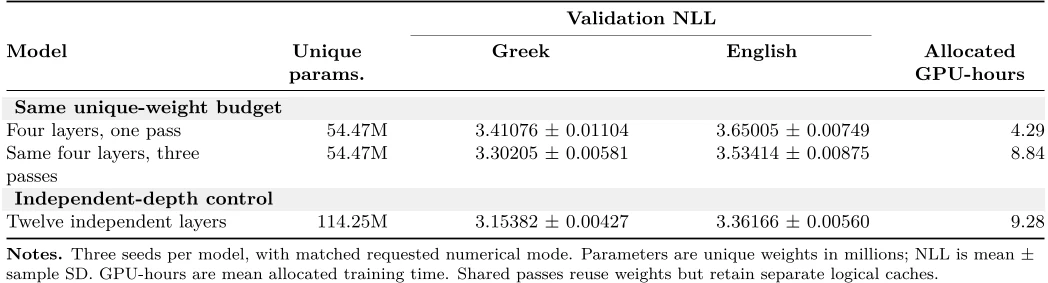 Validation NLL
Model Unique params. Greek English Allocated GPU-hours
Same unique-weight budget
Four layers, one pass 54.47M 3.41076 ± 0.01104 3.65005 ± 0.00749 4.29
Same four layers, three passes 54.47M 3.30205 ± 0.00581 3.53414 ± 0.00875 8.84
Independent-depth control
Twelve independent layers 114.25M 3.15382 ± 0.00427 3.36166 ± 0.00560 9.28
Notes. Three seeds per model, with matched requested numerical mode. Parameters are unique weights in millions; NLL is mean ±
sample SD. GPU-hours are mean allocated training time. Shared passes reuse weights but retain separate logical caches.